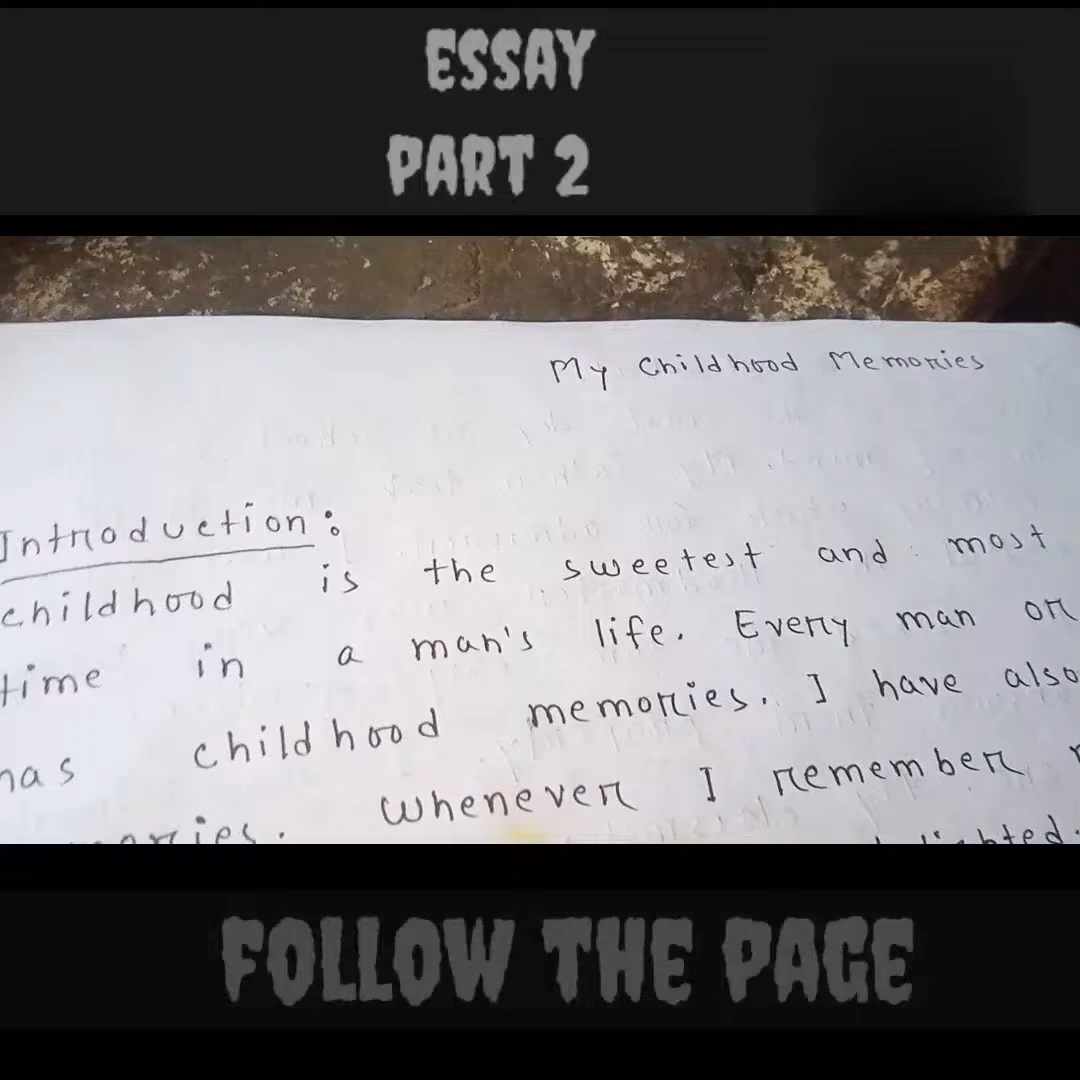 ESSAY
PART 2
My Childhood Memories
Introduction:
childhood is the sweetest and most
time in a man's life. Every man or
has childhood memories. I have also
whenever I remember
FOLLOW THE PAGE